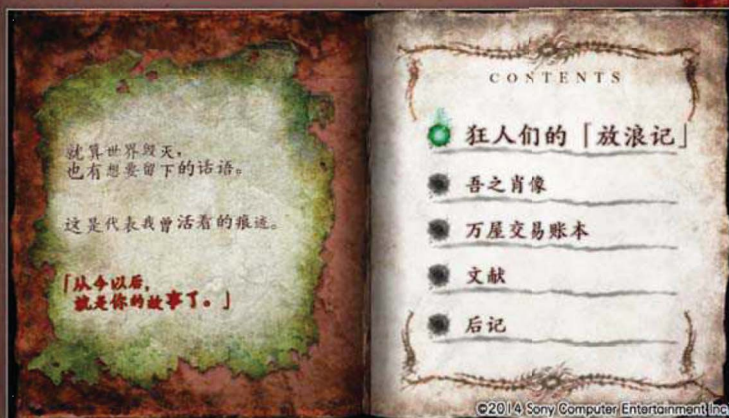 就算世界毁灭，
也有想要留下的话语。
这是代表我曾活着的痕迹。
「从今以后，
就是你的故事了。」
CONTENTS
狂人们的「放浪记」
吾之肖像
万屋交易账本
文献
后记
©2014 Sony Computer Entertainment Inc.